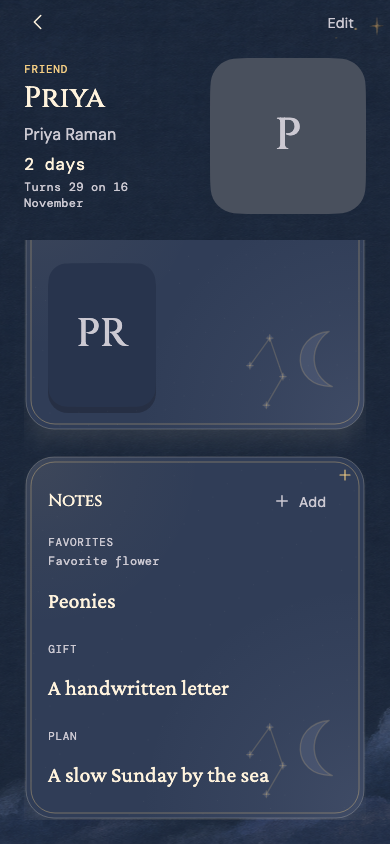 Edit
FRIEND
PRIYA
Priya Raman
2 days
Turns 29 on 16
November
P
PR
NOTES
+ Add
FAVORITES
Favorite flower
Peonies
GIFT
A handwritten letter
PLAN
A slow Sunday by the sea